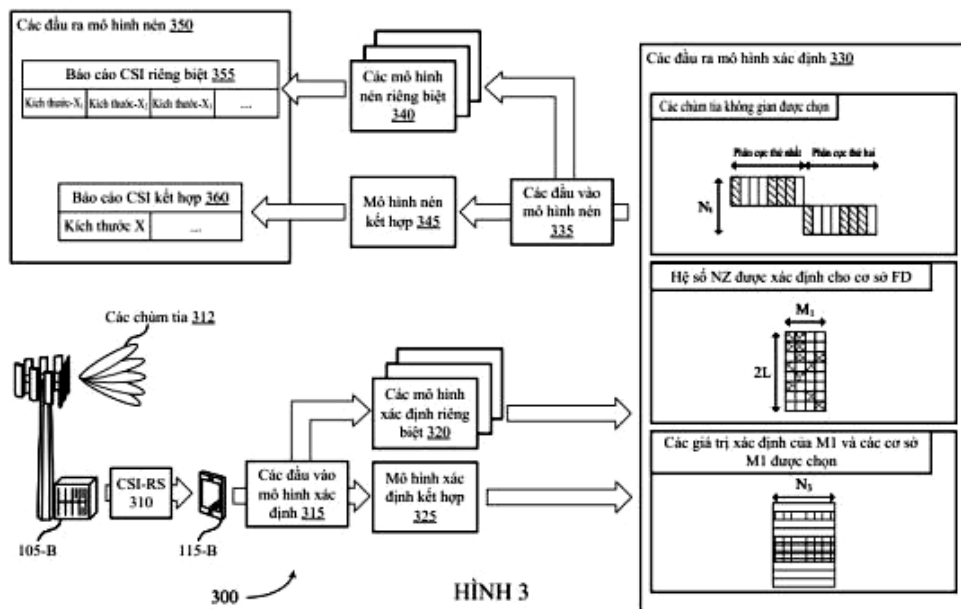 Các đầu ra mô hình nén 350
Báo cáo CSI riêng biệt 355
Kích thước-X₁ Kích thước-X₂ Kích thước-X₃ ...
Báo cáo CSI kết hợp 360
Kích thước X ...
Các mô hình
nén riêng biệt
340
Mô hình nén
kết hợp 345
Các đầu vào
mô hình nén
335
Các đầu ra mô hình xác định 330
Các chùm tia không gian được chọn
Phân cực thứ nhất Phân cực thứ hai
Nₜ
Hệ số NZ được xác định cho cơ sở FD
M₁
2L
Các giá trị xác định của M1 và các cơ sở
M1 được chọn
N₃
Các chùm tia 312
105-B
CSI-RS
310
115-B
Các đầu vào
mô hình xác
định 315
Các mô hình
xác định riêng
biệt 320
Mô hình xác
định kết hợp
325
300
HÌNH 3